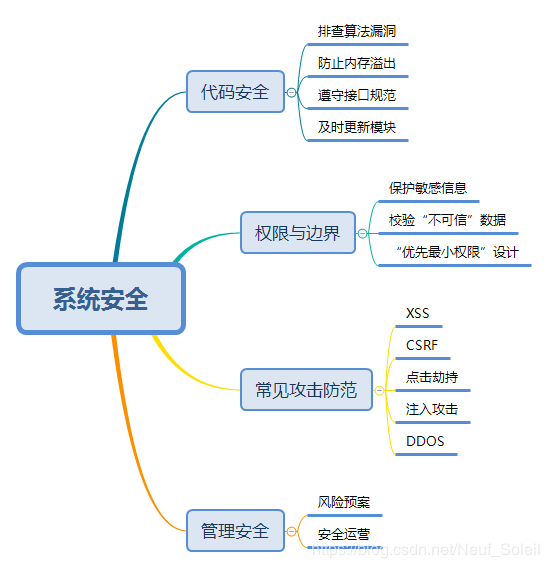 排查算法漏洞
防止内存溢出
代码安全
遵守接口规范
及时更新模块
保护敏感信息
权限与边界
校验“不可信”数据
“优先最小权限”设计
系统安全
XSS
CSRF
常见攻击防范
点击劫持
注入攻击
DDOS
风险预案
管理安全
安全运营
https://blog.csdn.net/Neuf_Soleil